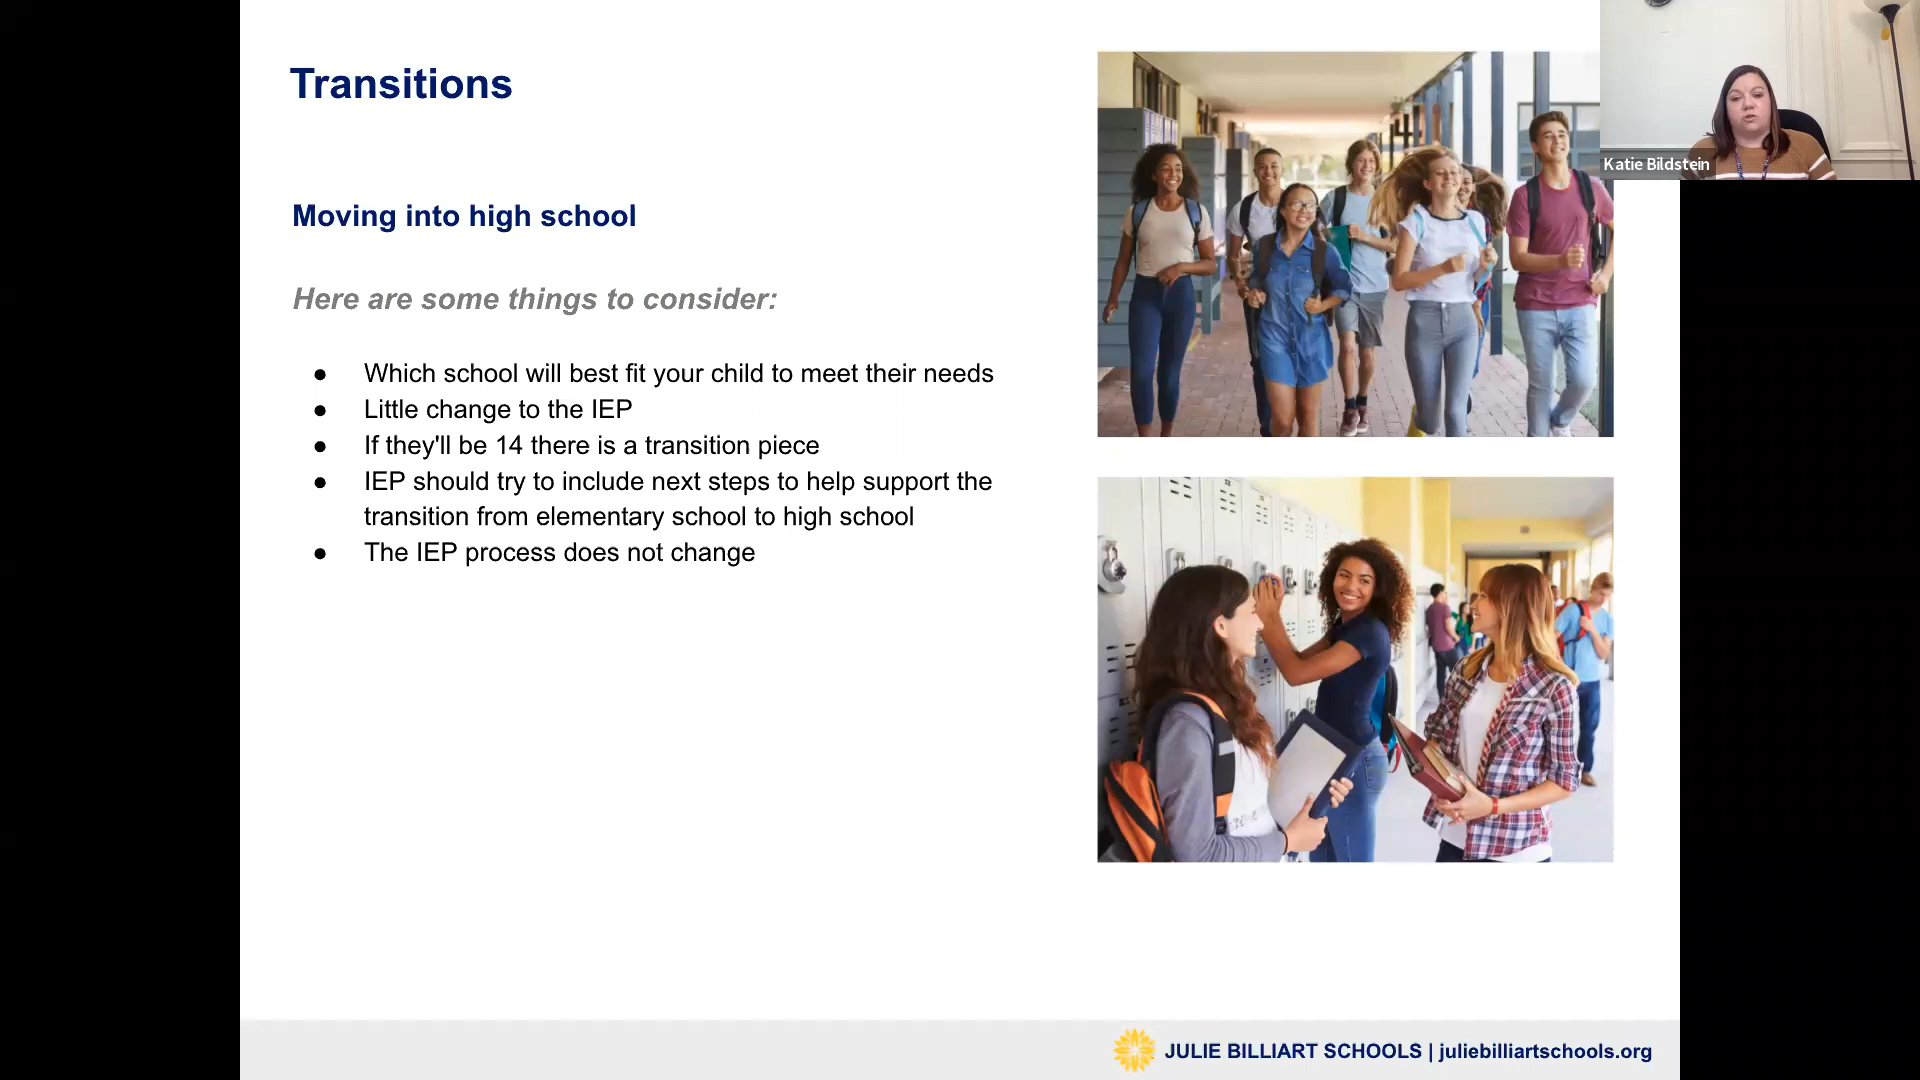 Transitions
Katie Bildstein
Moving into high school
Here are some things to consider:
● Which school will best fit your child to meet their needs
● Little change to the IEP
● If they'll be 14 there is a transition piece
● IEP should try to include next steps to help support the
transition from elementary school to high school
● The IEP process does not change
JULIE BILLIART SCHOOLS | juliebilliartschools.org